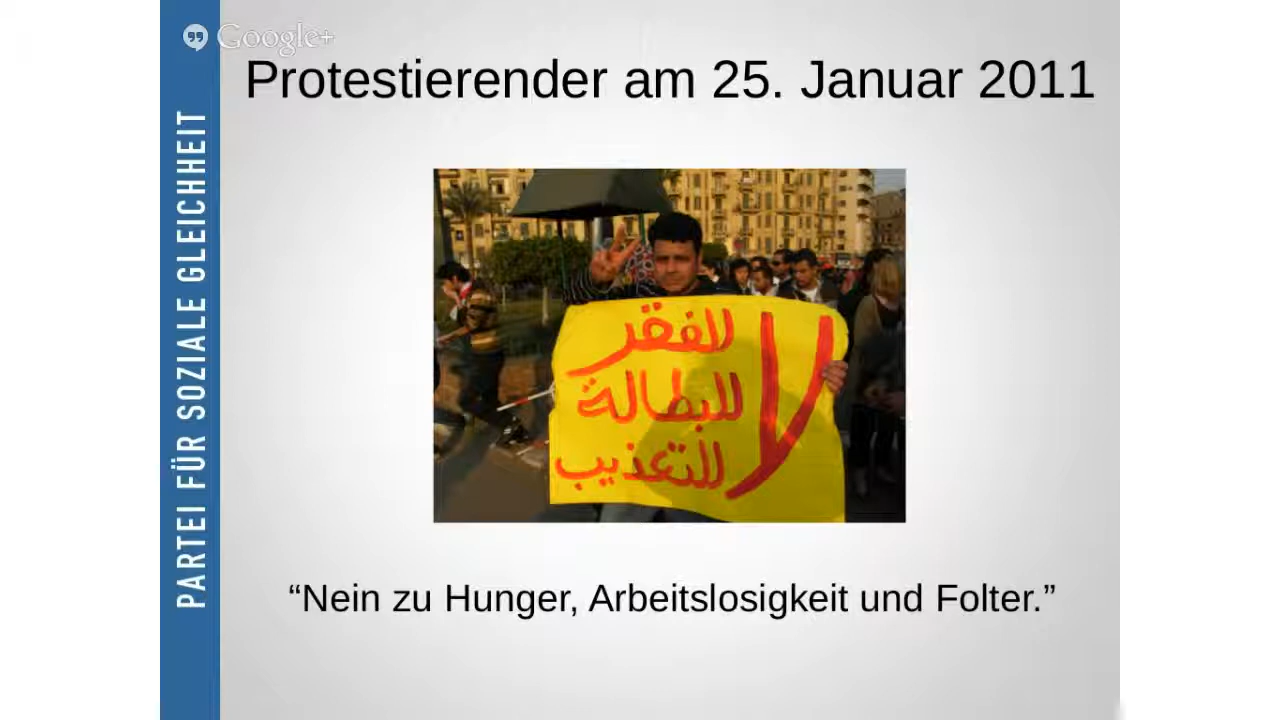 Google+
Protestierender am 25. Januar 2011
PARTEI FÜR SOZIALE GLEICHHEIT
لا
للفقر
للبطالة
للتعذيب
“Nein zu Hunger, Arbeitslosigkeit und Folter.”